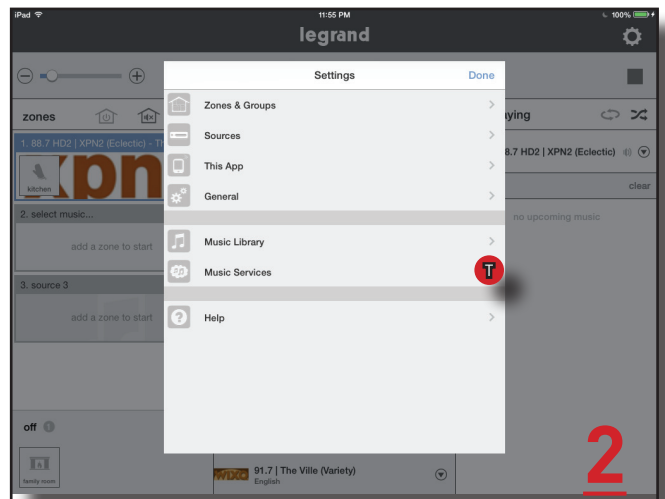 iPad 11:55 PM 100%
legrand
Settings Done
zones
Zones & Groups
Sources
This App
General
Music Library
Music Services T
Help
1. 88.7 HD2 | XPN2 (Eclectic) - Th
xpn
kitchen
2. select music...
add a zone to start
3. source 3
add a zone to start
off
family room
WXCI
91.7 | The Ville (Variety)
English
ying
8.7 HD2 | XPN2 (Eclectic)
clear
no upcoming music
2